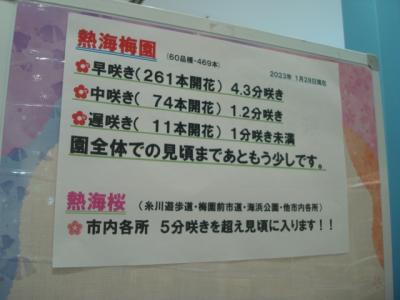 熱海梅園
(60品種・469本)
2023年 1月28日現在
早咲き(261本開花) 4.3分咲き
中咲き( 74本開花) 1.2分咲き
遅咲き( 11本開花) 1分咲き未満
園全体での見頃まであともう少しです。
熱海桜 (糸川遊歩道・梅園前市道・海浜公園・他市内各所)
市内各所 5分咲きを超え見頃に入ります!!